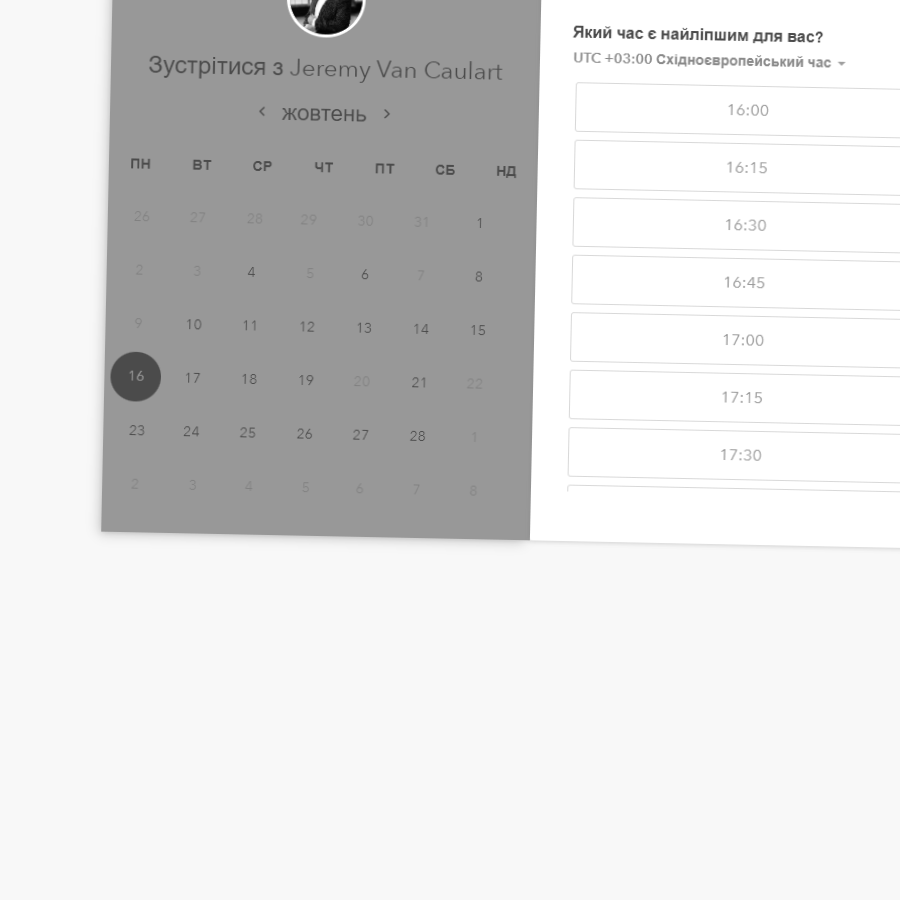 Зустрітися з Jeremy Van Caulart
‹ жовтень ›
ПН ВТ СР ЧТ ПТ СБ НД
26 27 28 29 30 31 1
2 3 4 5 6 7 8
9 10 11 12 13 14 15
16 17 18 19 20 21 22
23 24 25 26 27 28 1
2 3 4 5 6 7 8
Який час є найліпшим для вас?
UTC +03:00 Східноєвропейський час
16:00
16:15
16:30
16:45
17:00
17:15
17:30